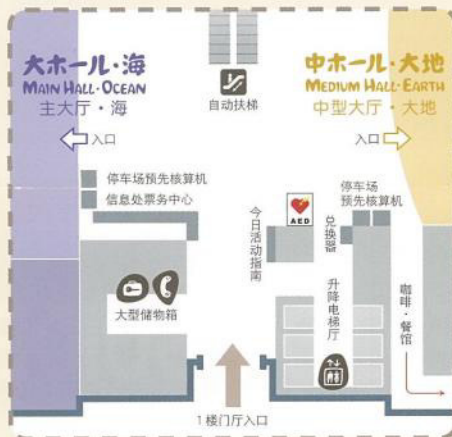 大ホール・海
MAIN HALL・OCEAN
主大厅・海
入口
自动扶梯
中ホール・大地
MEDIUM HALL・EARTH
中型大厅・大地
入口
停车场预先核算机
信息处票务中心
今日活动指南
AED
兑换器
停车场
预先核算机
大型储物箱
升降电梯厅
咖啡・餐馆
1楼门厅入口